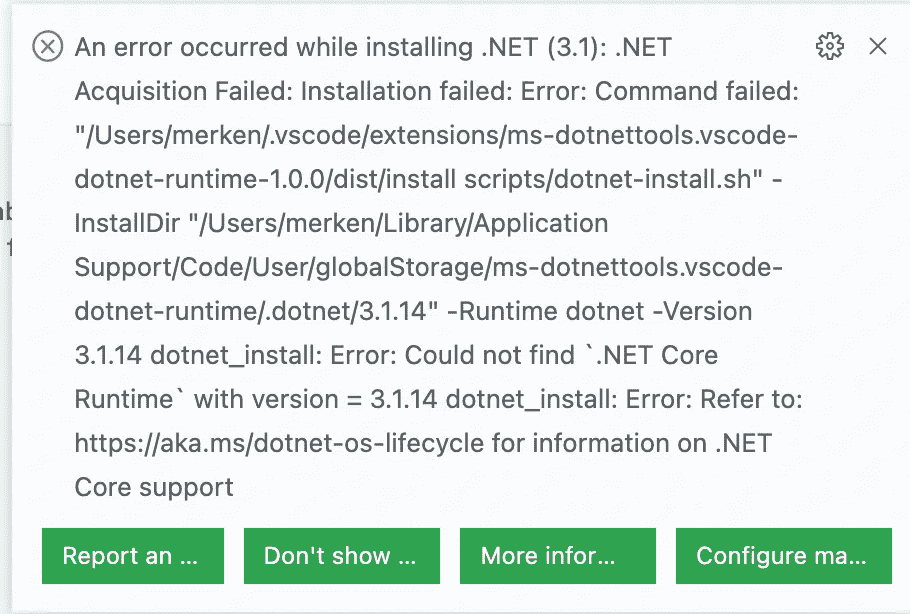 An error occurred while installing .NET (3.1): .NET
Acquisition Failed: Installation failed: Error: Command failed:
"/Users/merken/.vscode/extensions/ms-dotnettools.vscode-
dotnet-runtime-1.0.0/dist/install scripts/dotnet-install.sh" -
InstallDir "/Users/merken/Library/Application
Support/Code/User/globalStorage/ms-dotnettools.vscode-
dotnet-runtime/.dotnet/3.1.14" -Runtime dotnet -Version
3.1.14 dotnet_install: Error: Could not find `.NET Core
Runtime` with version = 3.1.14 dotnet_install: Error: Refer to:
https://aka.ms/dotnet-os-lifecycle for information on .NET
Core support
Report an ... Don't show ... More infor... Configure ma...